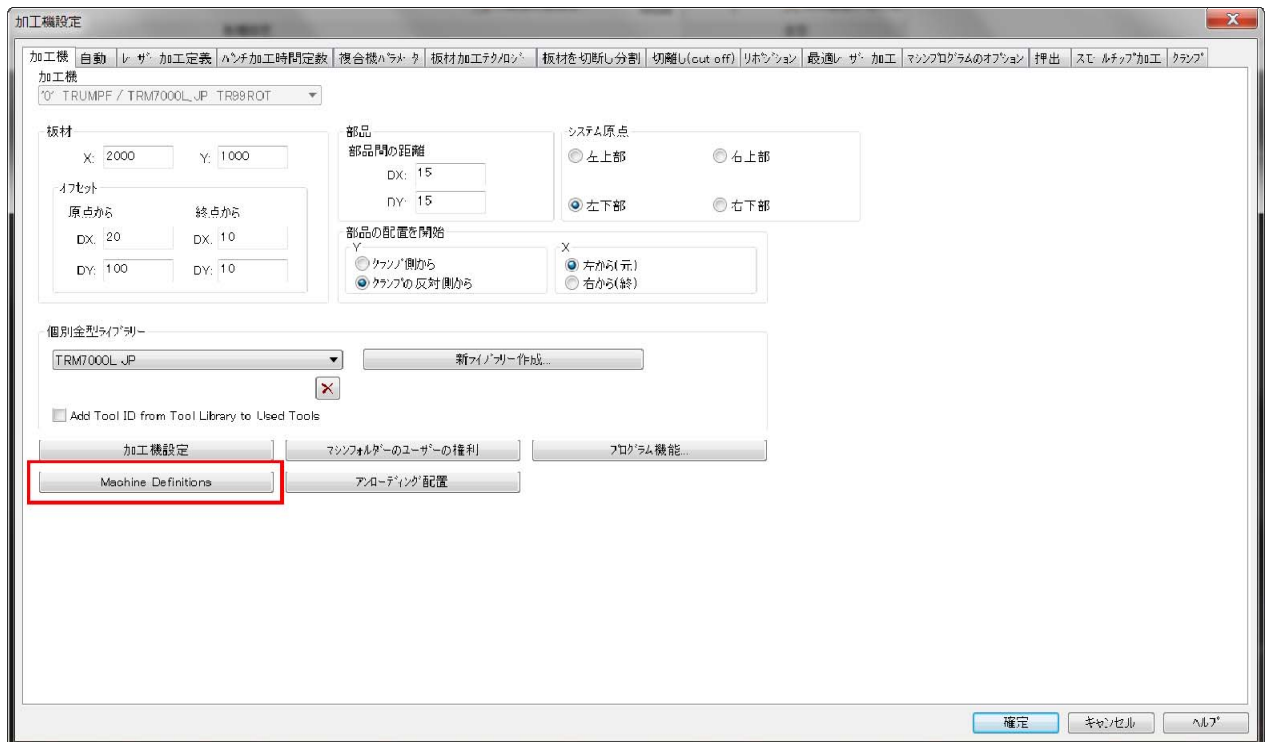 加工機設定
加工機 自動 レーザー加工定義 パンチ加工時間定数 複合機パラメータ 板材加工テクノロジー 板材を切断し分割 切離し(cut off) リポジション 最適レーザー加工 マシンプログラムのオプション 押出 スモールチップ加工 クランプ
加工機
'0' TRUMPF / TRM7000L_JP TR99ROT
板材
X: 2000 Y: 1000
オフセット
原点から 終点から
DX: 20 DX: 10
DY: 100 DY: 10
部品
部品間の距離
DX: 15
DY: 15
システム原点
左上部 右上部
左下部 右下部
部品の配置を開始
Y
クランプ側から
クランプの反対側から
X
左から(元)
右から(終)
個別金型ライブラリー
TRM7000L_JP 新ライブラリー作成...
Add Tool ID from Tool Library to Used Tools
加工機設定 マシンフォルダーのユーザーの権利 プログラム機能...
Machine Definitions アンローディング配置
確定 キャンセル ヘルプ